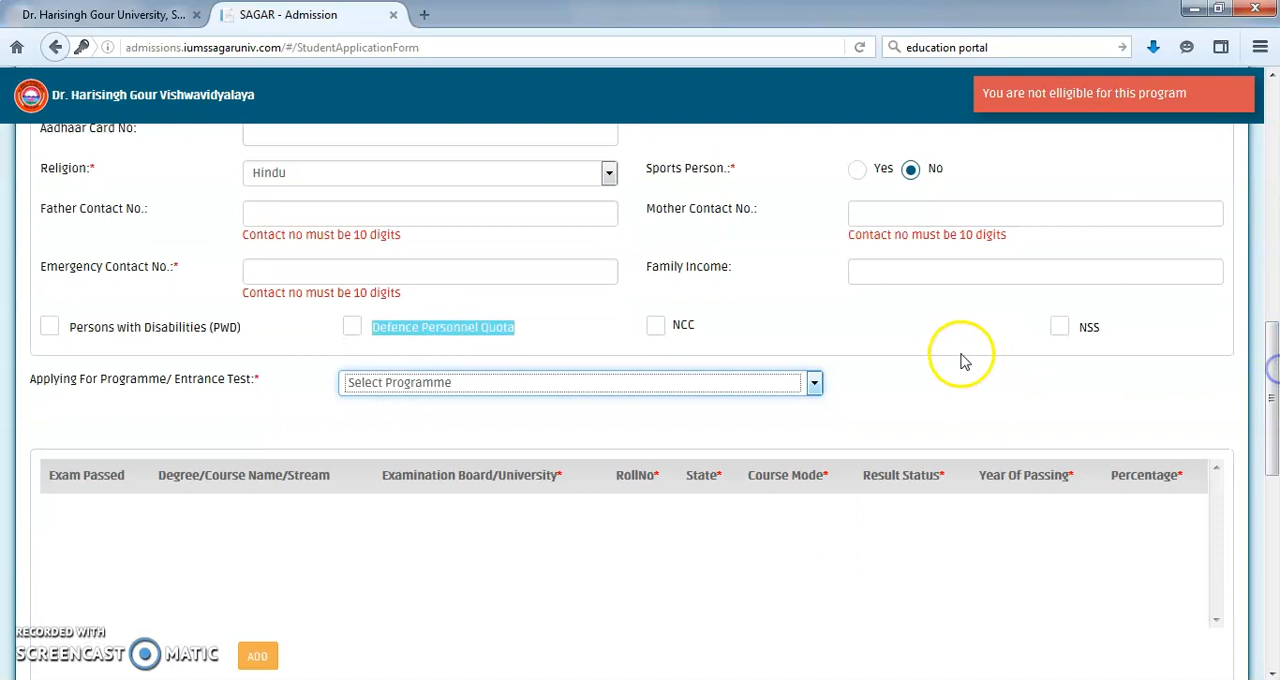 Dr. Harisingh Gour University, S...
SAGAR - Admission
admissions.iumssagaruniv.com/#/StudentApplicationForm
education portal
Dr. Harisingh Gour Vishwavidyalaya
You are not elligible for this program
Aadhaar Card No:
Religion:* Hindu Sports Person.:* Yes No
Father Contact No.: Mother Contact No.:
Contact no must be 10 digits Contact no must be 10 digits
Emergency Contact No.:* Family Income:
Contact no must be 10 digits
Persons with Disabilities (PWD) Defence Personnel Quota NCC NSS
Applying For Programme/ Entrance Test:* Select Programme
Exam Passed Degree/Course Name/Stream Examination Board/University* RollNo* State* Course Mode* Result Status* Year Of Passing* Percentage*
RECORDED WITH
SCREENCAST MATIC
ADD